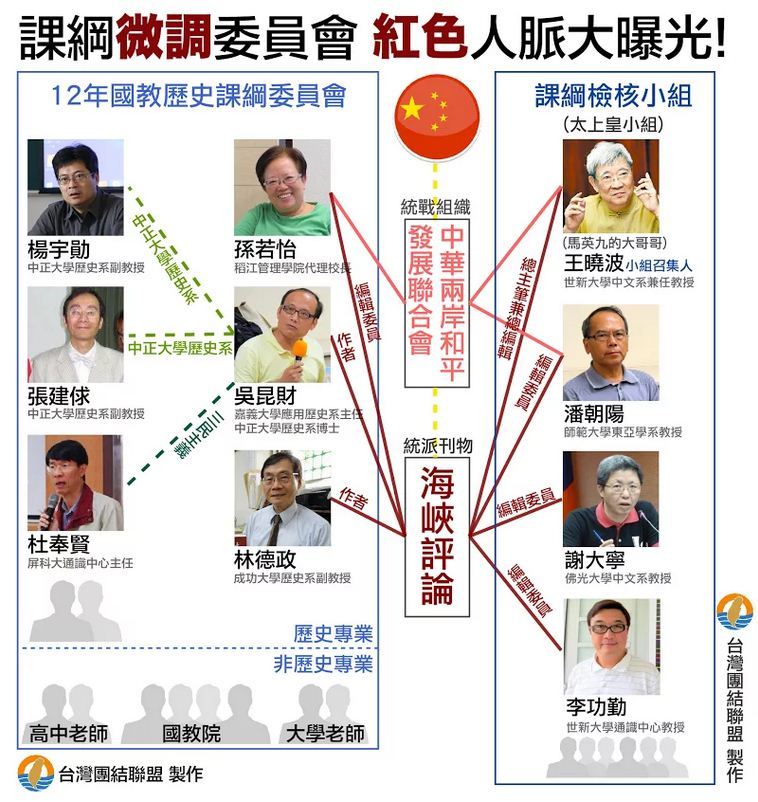 課綱微調委員會 紅色人脈大曝光!
12年國教歷史課綱委員會
楊宇勛
中正大學歷史系副教授
孫若怡
稻江管理學院代理校長
中正大學歷史系
張建俅
中正大學歷史系副教授
中正大學歷史系
吳昆財
嘉義大學應用歷史系主任
中正大學歷史系博士
三民主義
杜奉賢
屏科大通識中心主任
林德政
成功大學歷史系副教授
編輯委員
作者
作者
歷史專業
非歷史專業
高中老師
國教院
大學老師
統戰組織
中華兩岸和平
發展聯合會
統派刊物
海峽評論
課綱檢核小組
(太上皇小組)
(馬英九的大哥哥)
王曉波小組召集人
世新大學中文系兼任教授
總主筆兼總編輯
編輯委員
潘朝陽
師範大學東亞學系教授
編輯委員
謝大寧
佛光大學中文系教授
編輯委員
李功勤
世新大學通識中心教授
台灣團結聯盟 製作
台灣團結聯盟 製作